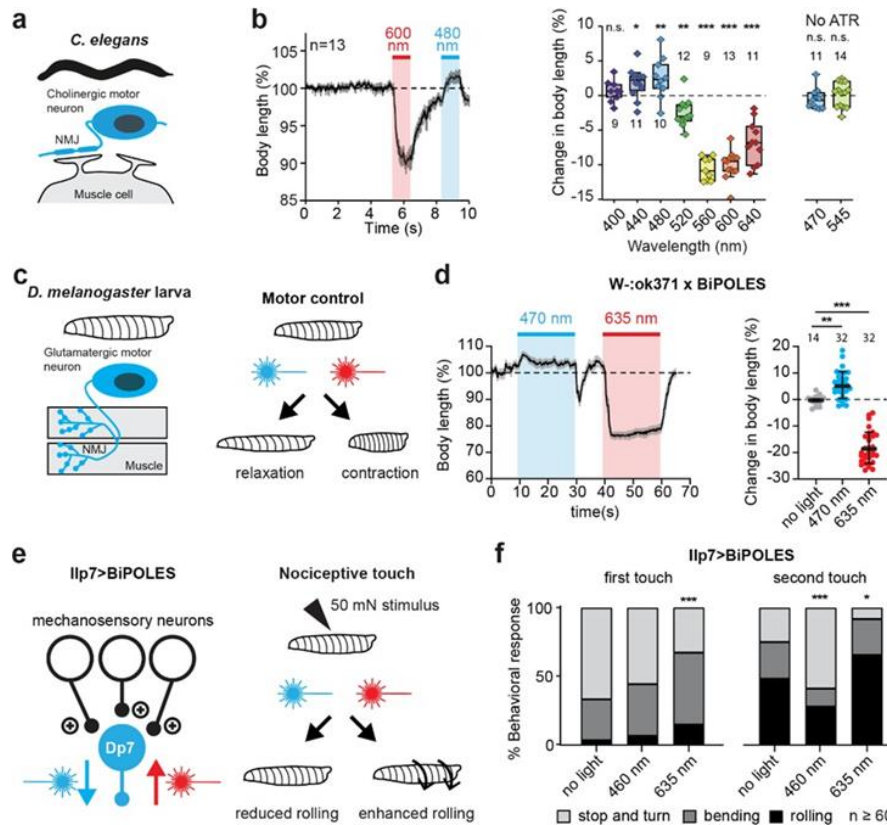 a
C. elegans
Cholinergic motor
neuron
NMJ
Muscle cell
b
n=13
600
nm
480
nm
Body length (%)
105
100
95
90
85
0 2 4 6 8 10
Time (s)
Change in body length (%)
10
5
0
-5
-10
-15
n.s. * ** ** *** *** ***
12 9 13 11
9 11 10
400 440 480 520 560 600 640
Wavelength (nm)
No ATR
n.s. n.s.
11 14
470 545
c
D. melanogaster larva
Glutamatergic motor
neuron
NMJ
Muscle
Motor control
relaxation contraction
d
W-:ok371 x BiPOLES
470 nm 635 nm
Body length (%)
110
100
90
80
70
60
0 10 20 30 40 50 60 70
time(s)
Change in body length (%)
***
**
14 32 32
20
10
0
-10
-20
-30
no light 470 nm 635 nm
e
Ilp7>BiPOLES
mechanosensory neurons
+ + +
Dp7
Nociceptive touch
50 mN stimulus
reduced rolling enhanced rolling
f
Ilp7>BiPOLES
first touch second touch
*** *** *
% Behavioral response
100
50
0
no light 460 nm 635 nm no light 460 nm 635 nm
stop and turn bending rolling n ≥ 60